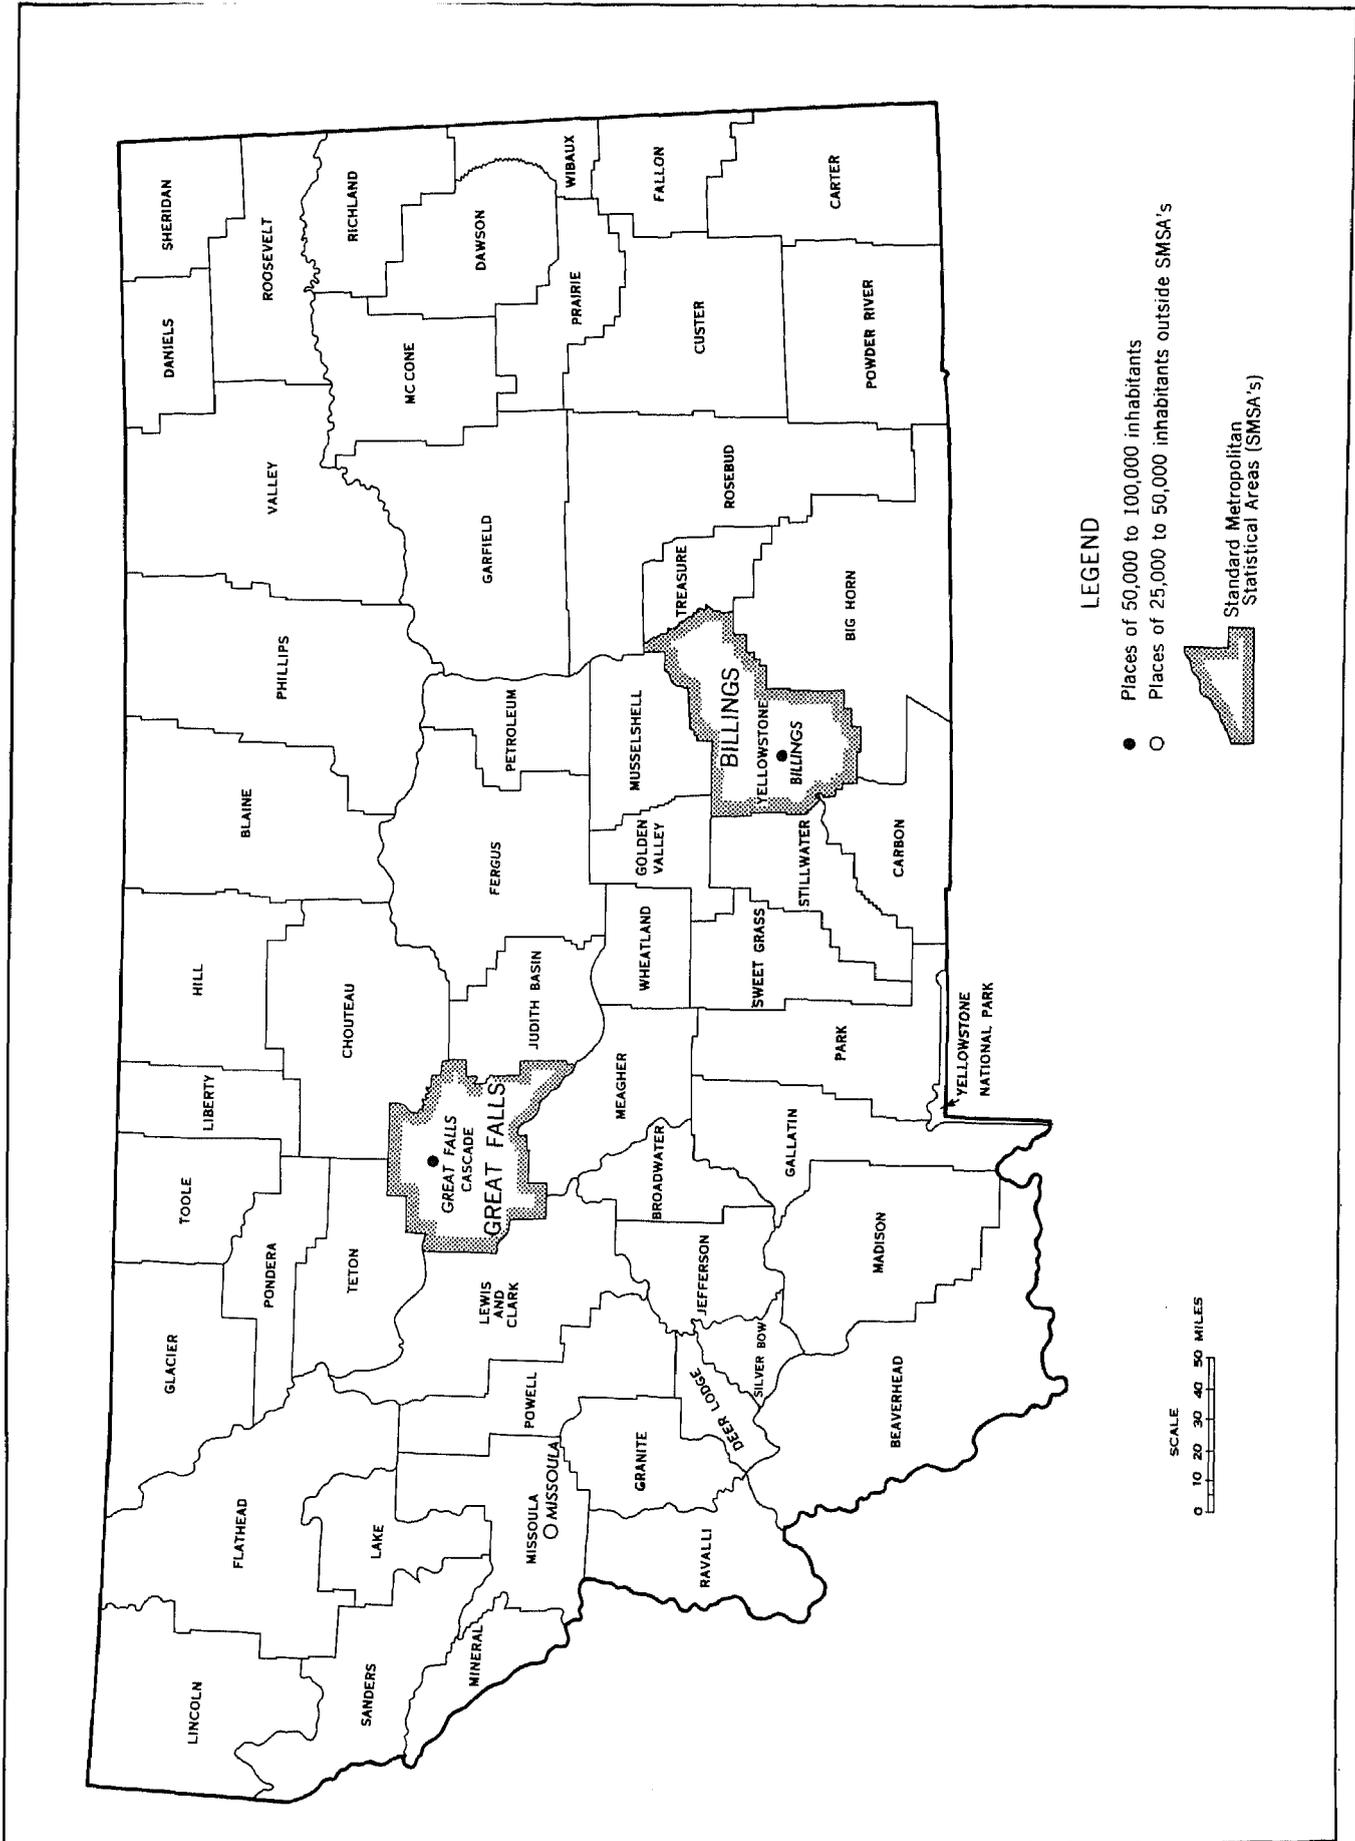 LINCOLN
FLATHEAD
GLACIER
TOOLE
LIBERTY
HILL
BLAINE
PHILLIPS
VALLEY
DANIELS
SHERIDAN
ROOSEVELT
SANDERS
LAKE
PONDERA
TETON
CHOUTEAU
RICHLAND
MC CONE
GARFIELD
DAWSON
MINERAL
MISSOULA
MISSOULA
POWELL
LEWIS
AND
CLARK
GREAT FALLS
CASCADE
GREAT FALLS
JUDITH BASIN
FERGUS
PETROLEUM
PRAIRIE
WIBAUX
GRANITE
RAVALLI
DEER LODGE
SILVER BOW
JEFFERSON
BROADWATER
MEAGHER
WHEATLAND
GOLDEN
VALLEY
MUSSELSHELL
TREASURE
ROSEBUD
CUSTER
FALLON
BEAVERHEAD
MADISON
GALLATIN
PARK
SWEET GRASS
STILLWATER
BILLINGS
YELLOWSTONE
BILLINGS
CARBON
BIG HORN
POWDER RIVER
CARTER
YELLOWSTONE
NATIONAL PARK
LEGEND
Places of 50,000 to 100,000 inhabitants
Places of 25,000 to 50,000 inhabitants outside SMSA's
Standard Metropolitan
Statistical Areas (SMSA's)
SCALE
0 10 20 30 40 50 MILES